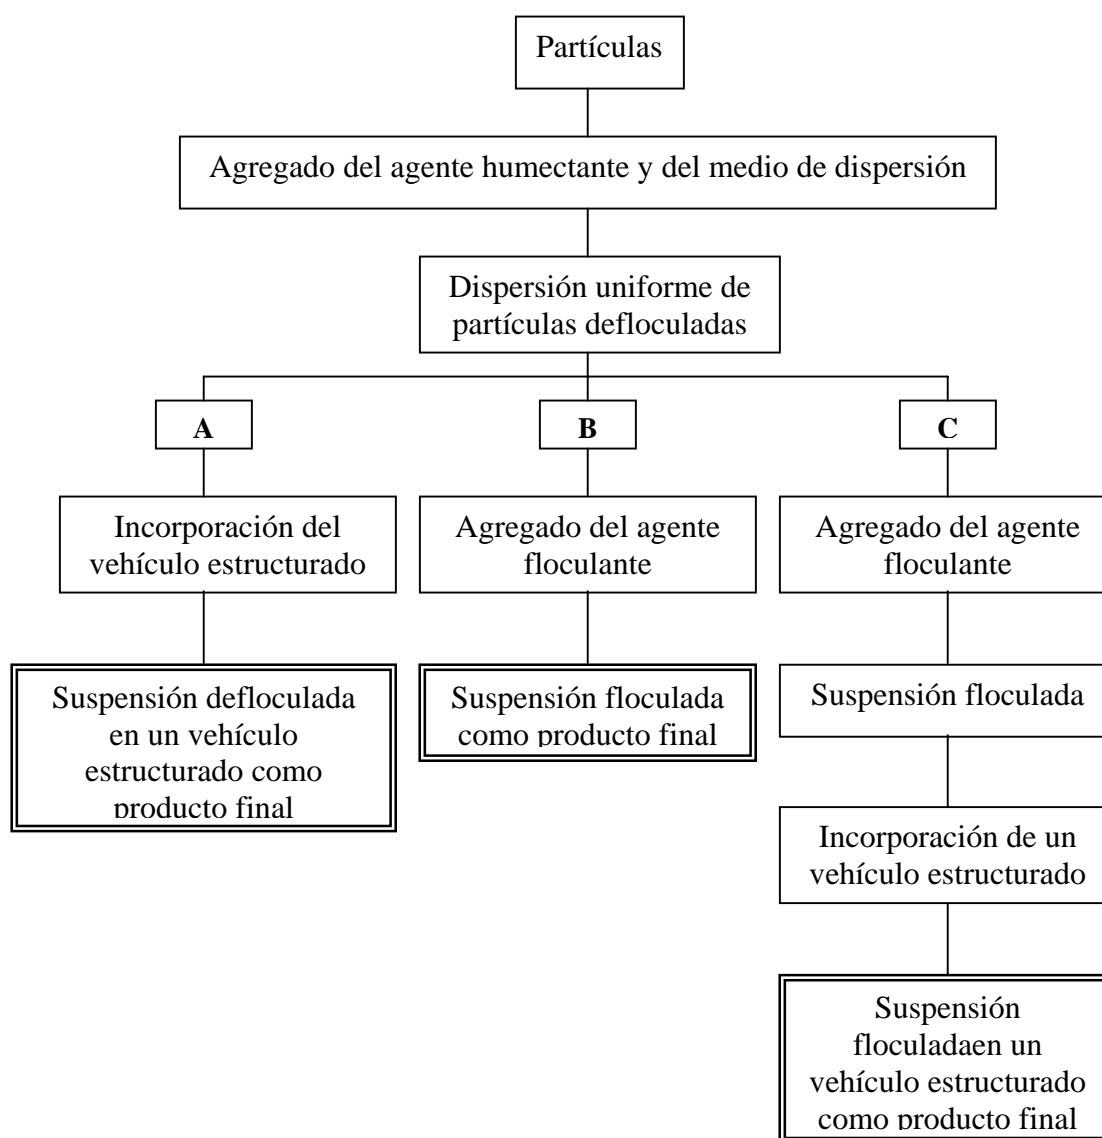 Partículas
Agregado del agente humectante y del medio de dispersión
Dispersión uniforme de
partículas defloculadas
A
B
C
Incorporación del
vehículo estructurado
Agregado del agente
floculante
Agregado del agente
floculante
Suspensión defloculada
en un vehículo
estructurado como
producto final
Suspensión floculada
como producto final
Suspensión floculada
Incorporación de un
vehículo estructurado
Suspensión
floculadaen un
vehículo estructurado
como producto final